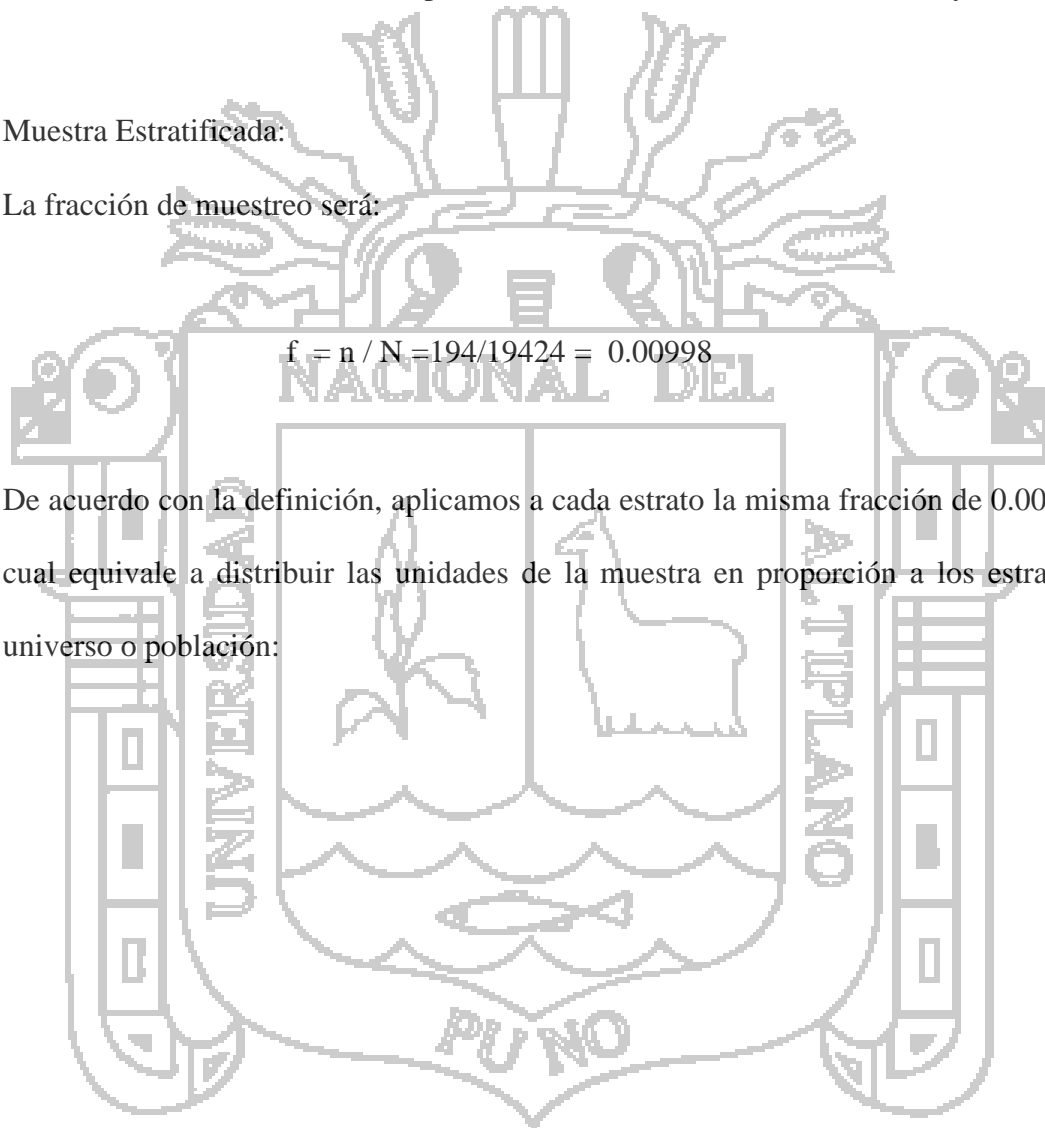 Muestra Estratificada:
La fracción de muestreo será:
f = n / N =194/19424 = 0.00998
NACIONAL DEL
De acuerdo con la definición, aplicamos a cada estrato la misma fracción de 0.00
cual equivale a distribuir las unidades de la muestra en proporción a los estra
universo o población:
UNIVERSIDAD
ALTIPLANO
PUNO